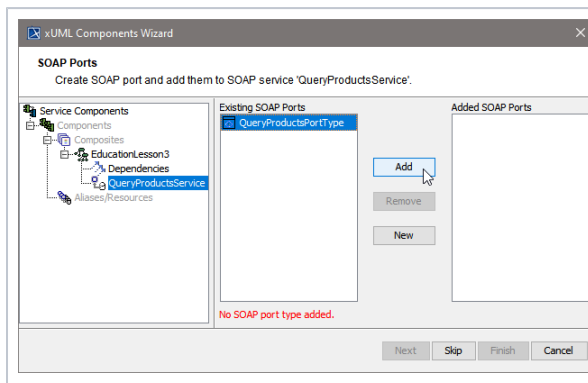 xUML Components Wizard
SOAP Ports
Create SOAP port and add them to SOAP service 'QueryProductsService'.
Service Components
Components
Composites
EducationLesson3
Dependencies
QueryProductsService
Aliases/Resources
Existing SOAP Ports
QueryProductsPortType
Add
Remove
New
Added SOAP Ports
No SOAP port type added.
Next Skip Finish Cancel